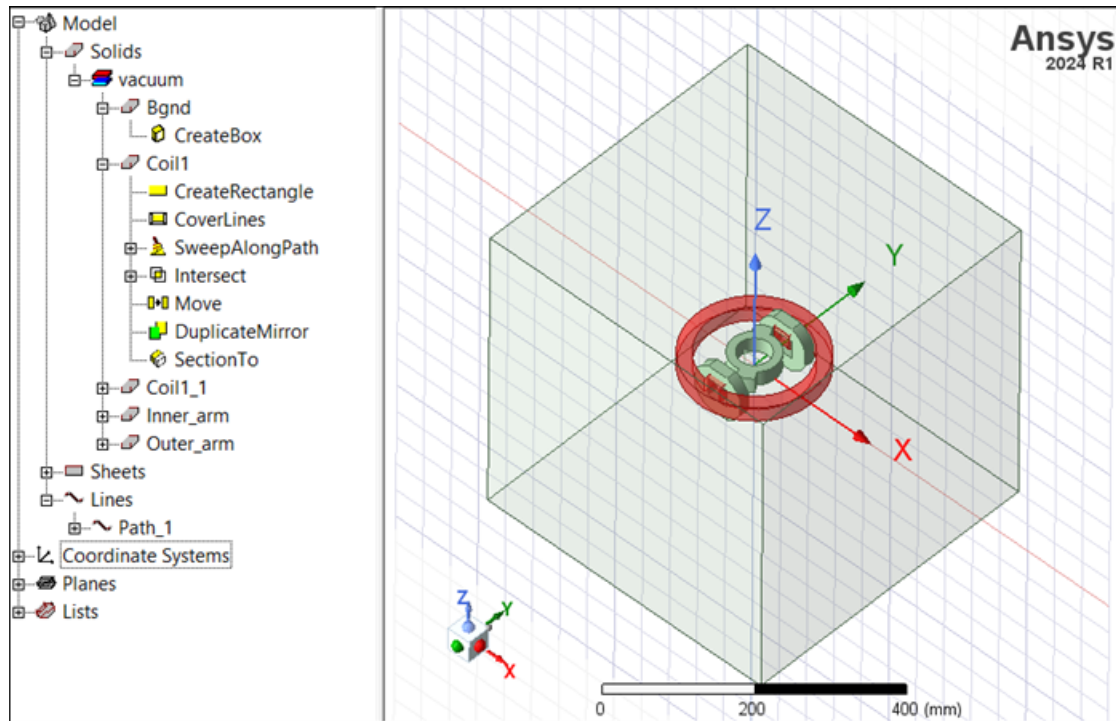 Model
Solids
vacuum
Bgnd
CreateBox
Coil1
CreateRectangle
CoverLines
SweepAlongPath
Intersect
Move
DuplicateMirror
SectionTo
Coil1_1
Inner_arm
Outer_arm
Sheets
Lines
Path_1
Coordinate Systems
Planes
Lists
Ansys
2024 R1
Z
Y
X
Z
Y
X
0 200 400 (mm)